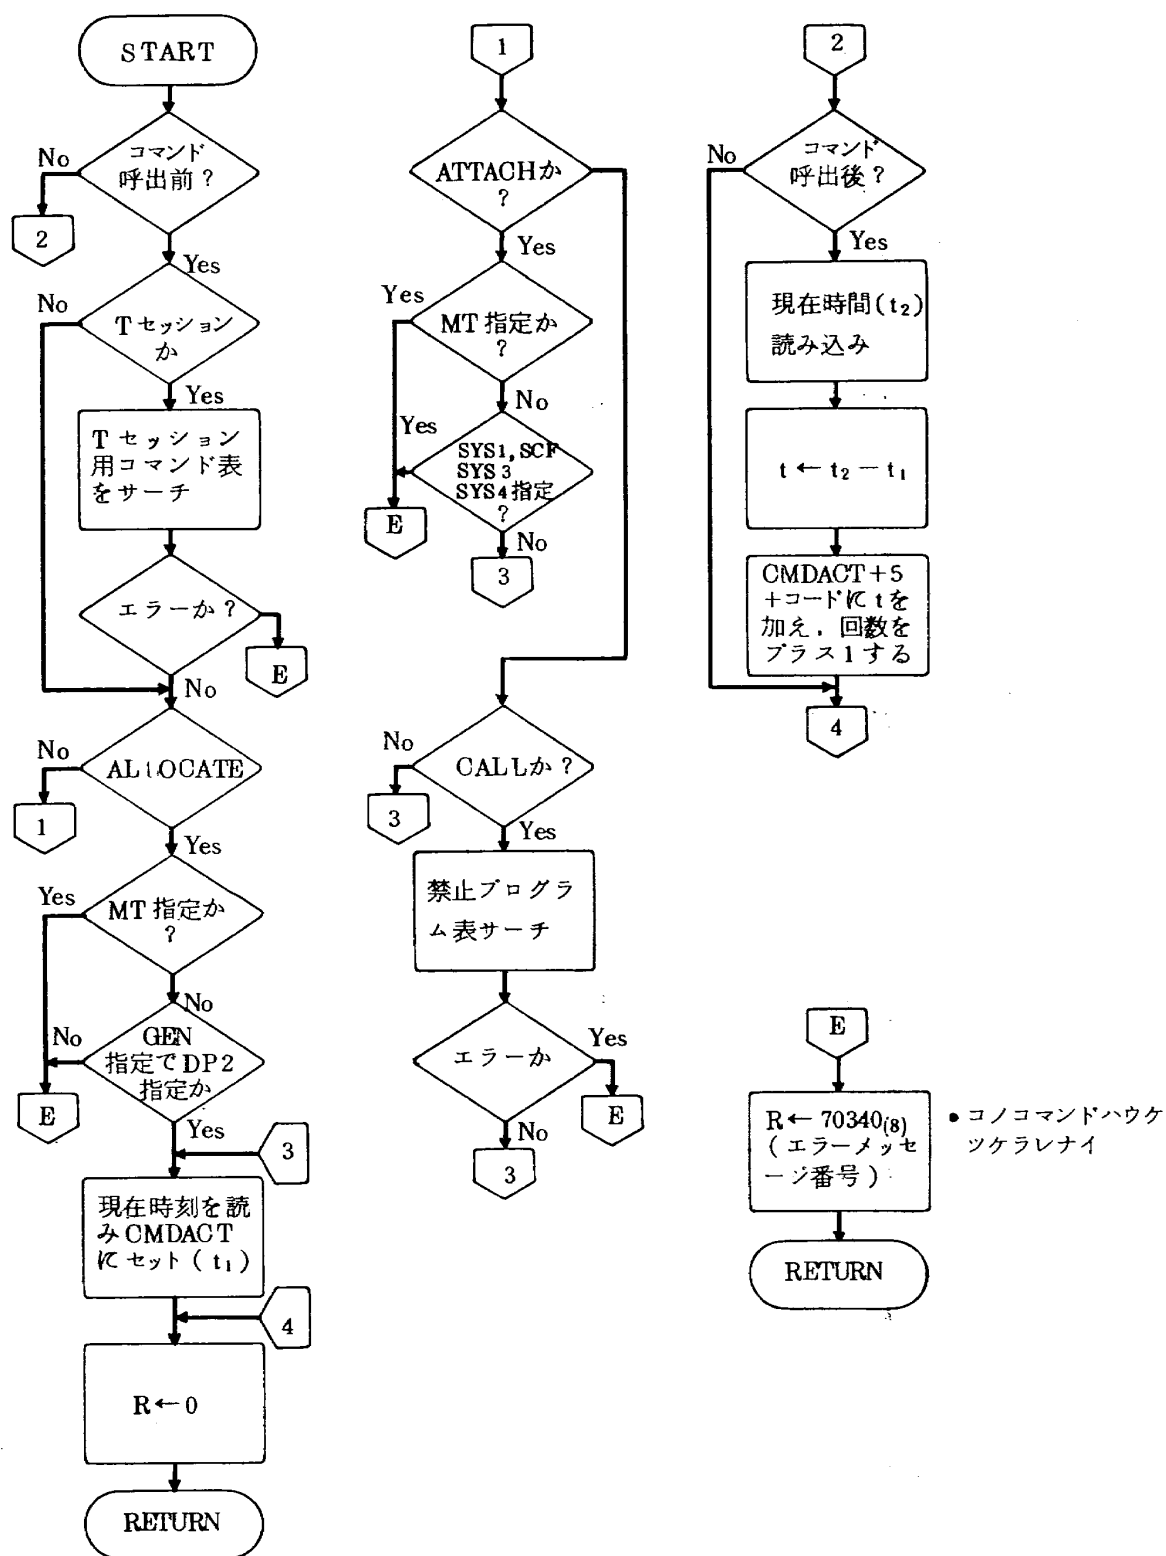 START
コマンド
呼出前？
No
2
Yes
No
Tセッション
か
Yes
Tセッション
用コマンド表
をサーチ
エラーか？
E
No
ALLOCATE
No
1
Yes
MT指定か
？
Yes
No
GEN
指定でDP2
指定か
No
E
Yes
3
現在時刻を読
みCMDACT
にセット（t₁）
4
R←0
RETURN
1
ATTACHか
？
Yes
MT指定か
？
Yes
No
Yes
SYS1, SCF
SYS3
SYS4指定
？
E
No
3
CALLか？
No
3
Yes
禁止プログラ
ム表サーチ
エラーか
Yes
E
No
3
2
コマンド
呼出後？
No
Yes
現在時間(t₂)
読み込み
t←t₂−t₁
CMDACT+5
+コードにtを
加え，回数を
プラス1する
4
E
R←70340₍₈₎
（エラーメッセ
ージ番号）
●コノコマンドハウケ
ツケラレナイ
RETURN